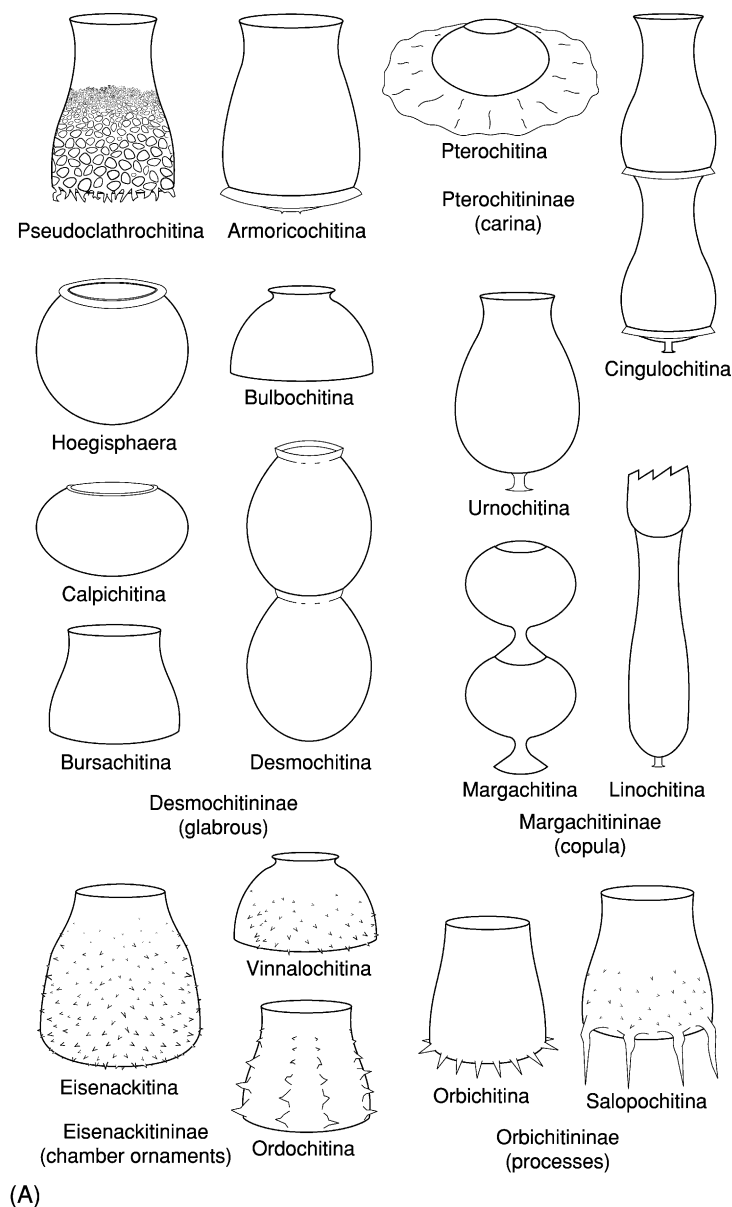 Pseudoclathrochitina
Armoricochitina
Pterochitina
Pterochitininae
(carina)
Cingulochitina
Hoegisphaera
Bulbochitina
Urnochitina
Calpichitina
Bursachitina
Desmochitina
Desmochitininae
(glabrous)
Margachitina
Linochitina
Margachitininae
(copula)
Vinnalochitina
Eisenackitina
Eisenackitininae
(chamber ornaments)
Ordochitina
Orbichitina
Salopochitina
Orbichitininae
(processes)
(A)